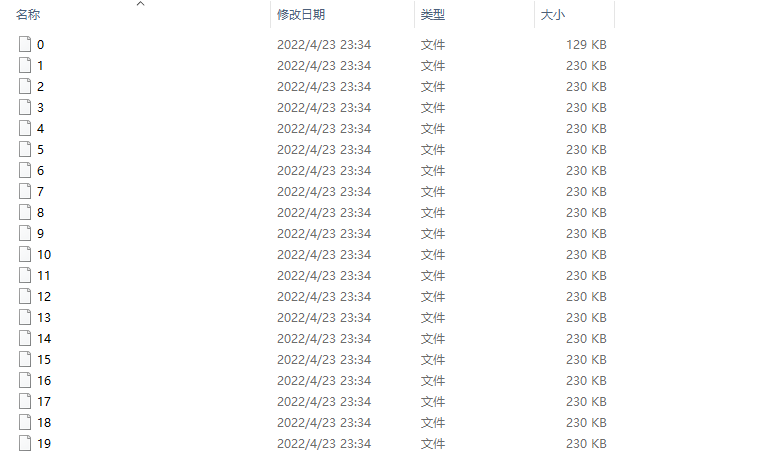 名称 修改日期 类型 大小
0 2022/4/23 23:34 文件 129 KB
1 2022/4/23 23:34 文件 230 KB
2 2022/4/23 23:34 文件 230 KB
3 2022/4/23 23:34 文件 230 KB
4 2022/4/23 23:34 文件 230 KB
5 2022/4/23 23:34 文件 230 KB
6 2022/4/23 23:34 文件 230 KB
7 2022/4/23 23:34 文件 230 KB
8 2022/4/23 23:34 文件 230 KB
9 2022/4/23 23:34 文件 230 KB
10 2022/4/23 23:34 文件 230 KB
11 2022/4/23 23:34 文件 230 KB
12 2022/4/23 23:34 文件 230 KB
13 2022/4/23 23:34 文件 230 KB
14 2022/4/23 23:34 文件 230 KB
15 2022/4/23 23:34 文件 230 KB
16 2022/4/23 23:34 文件 230 KB
17 2022/4/23 23:34 文件 230 KB
18 2022/4/23 23:34 文件 230 KB
19 2022/4/23 23:34 文件 230 KB